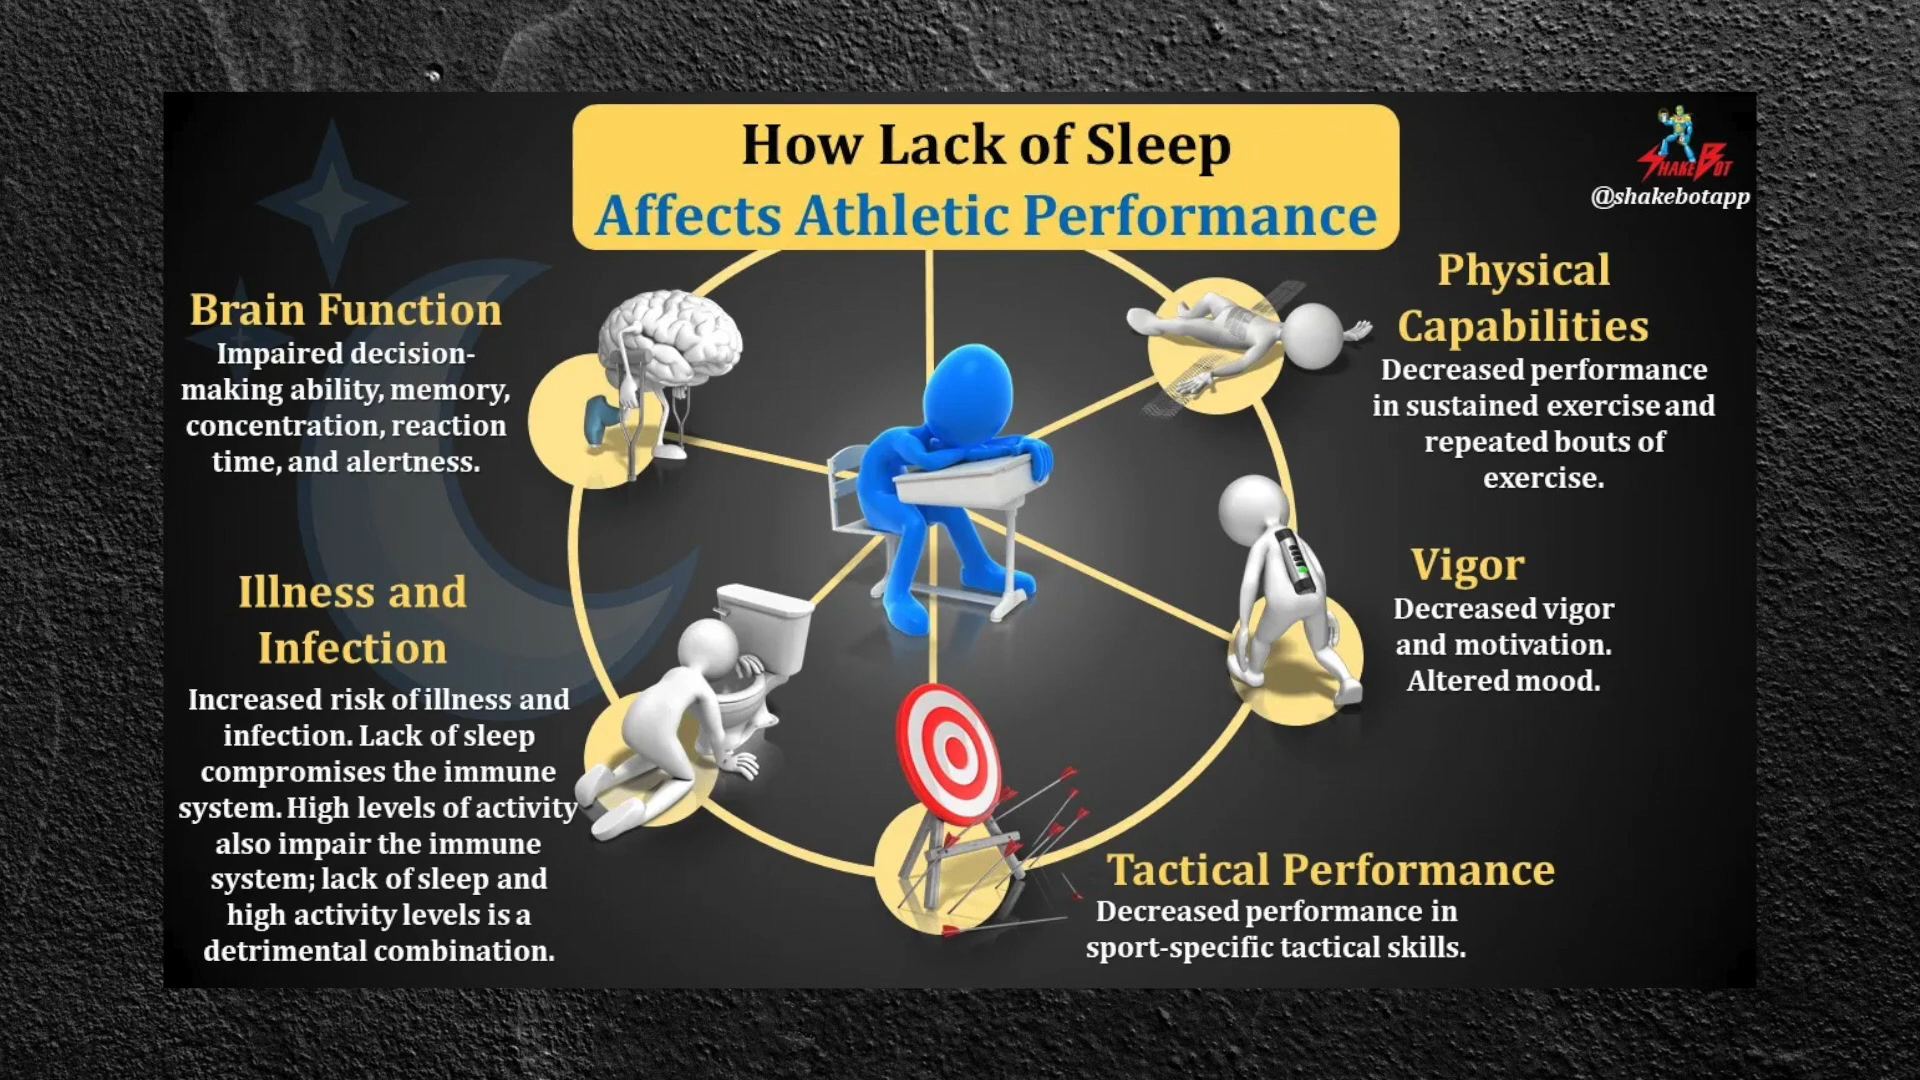 How Lack of Sleep
Affects Athletic Performance
SHAKEBOT
@shakebotapp
Brain Function
Impaired decision-
making ability, memory,
concentration, reaction
time, and alertness.
Physical
Capabilities
Decreased performance
in sustained exercise and
repeated bouts of
exercise.
Illness and
Infection
Increased risk of illness and
infection. Lack of sleep
compromises the immune
system. High levels of activity
also impair the immune
system; lack of sleep and
high activity levels is a
detrimental combination.
Vigor
Decreased vigor
and motivation.
Altered mood.
Tactical Performance
Decreased performance in
sport-specific tactical skills.